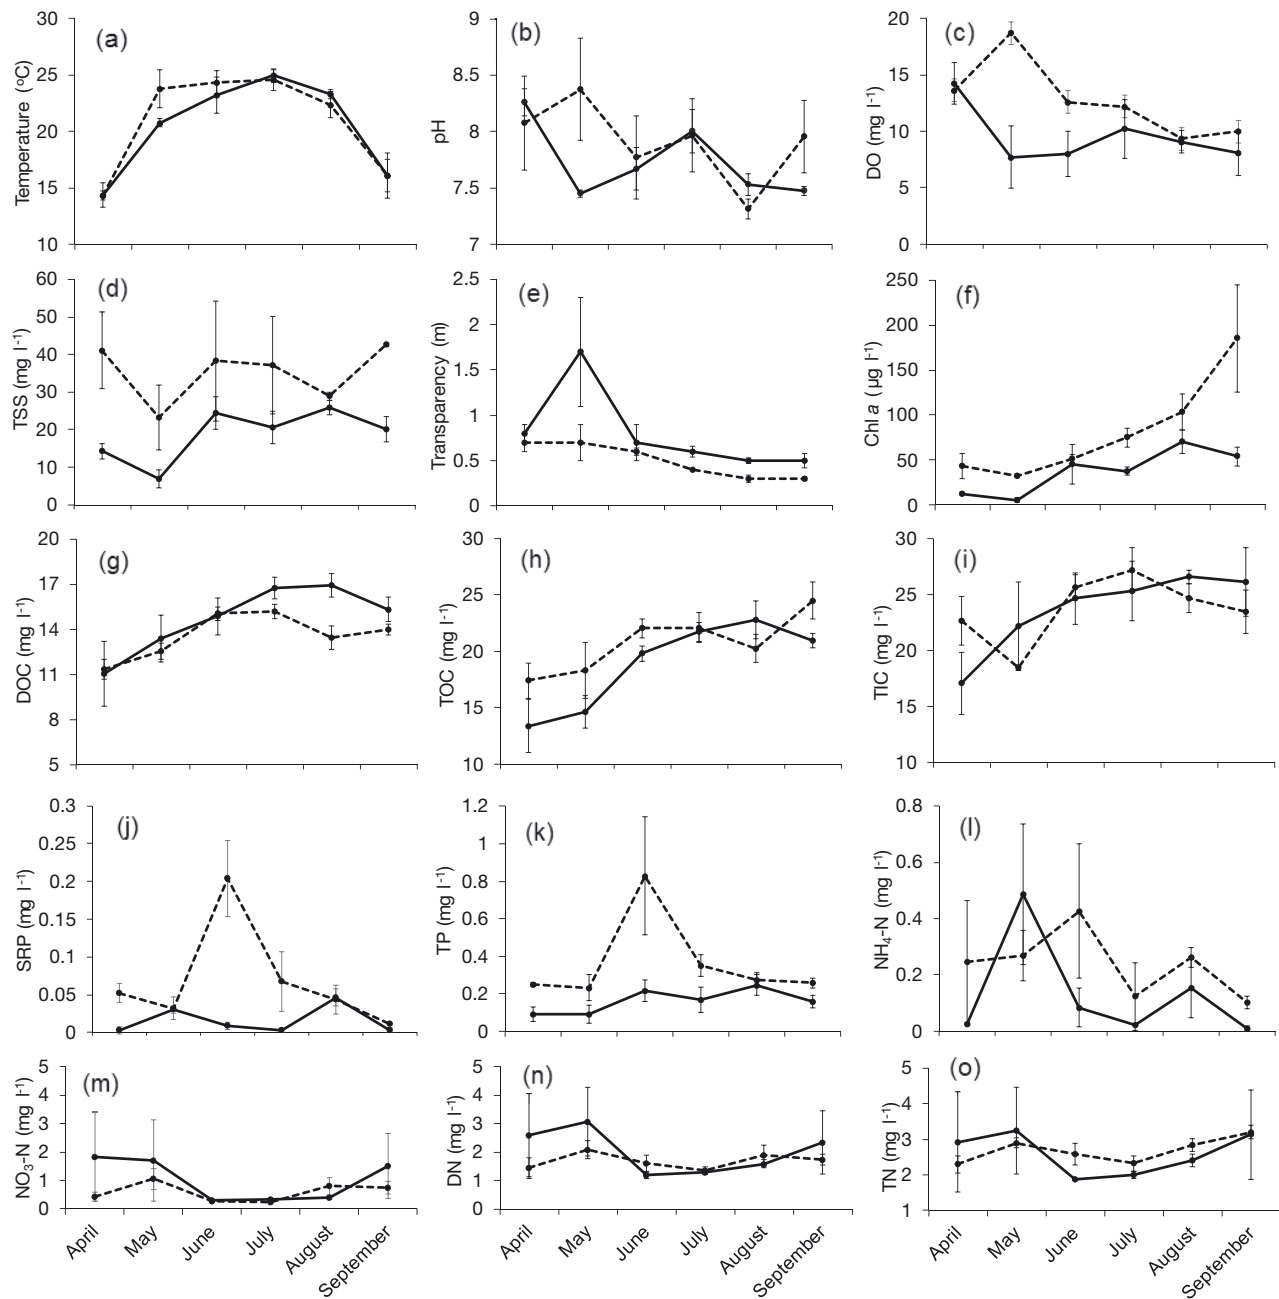 (a)
Temperature (°C)
30
25
20
15
10
(b)
pH
9
8.5
8
7.5
7
(c)
DO (mg l⁻¹)
20
15
10
5
0
(d)
TSS (mg l⁻¹)
60
50
40
30
20
10
0
(e)
Transparency (m)
2.5
2
1.5
1
0.5
0
(f)
Chl a (µg l⁻¹)
250
200
150
100
50
0
(g)
DOC (mg l⁻¹)
20
17
14
11
8
5
(h)
TOC (mg l⁻¹)
30
25
20
15
10
(i)
TIC (mg l⁻¹)
30
25
20
15
10
(j)
SRP (mg l⁻¹)
0.3
0.25
0.2
0.15
0.1
0.05
0
(k)
TP (mg l⁻¹)
1.2
1
0.8
0.6
0.4
0.2
0
(l)
NH₄-N (mg l⁻¹)
0.8
0.6
0.4
0.2
0
(m)
NO₃-N (mg l⁻¹)
5
4
3
2
1
0
April
May
June
July
August
September
(n)
DN (mg l⁻¹)
5
4
3
2
1
0
April
May
June
July
August
September
(o)
TN (mg l⁻¹)
5
4
3
2
1
April
May
June
July
August
September